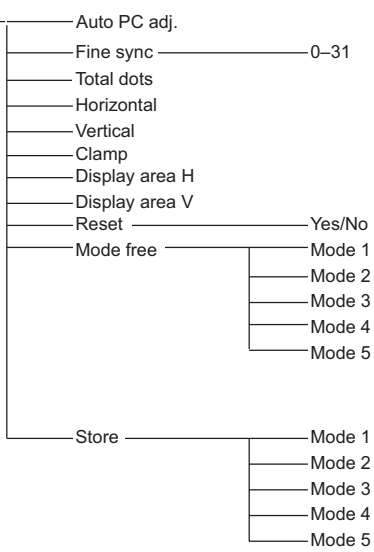 Auto PC adj.
Fine sync 0–31
Total dots
Horizontal
Vertical
Clamp
Display area H
Display area V
Reset Yes/No
Mode free Mode 1
Mode 2
Mode 3
Mode 4
Mode 5
Store Mode 1
Mode 2
Mode 3
Mode 4
Mode 5